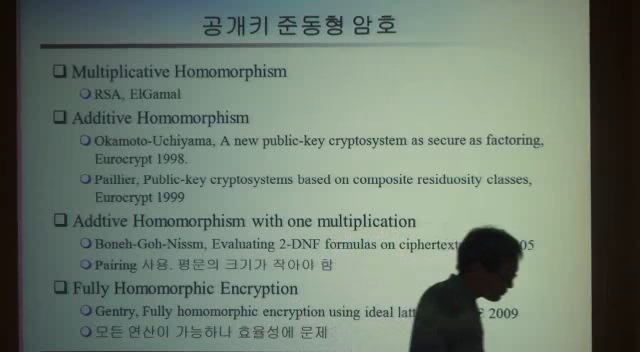 공개키 준동형 암호
Multiplicative Homomorphism
RSA, ElGamal
Additive Homomorphism
Okamoto-Uchiyama, A new public-key cryptosystem as secure as factoring,
Eurocrypt 1998.
Paillier, Public-key cryptosystems based on composite residuosity classes,
Eurocrypt 1999
Addtive Homomorphism with one multiplication
Boneh-Goh-Nissm, Evaluating 2-DNF formulas on ciphertext 05
Pairing 사용. 평문의 크기가 작아야 함
Fully Homomorphic Encryption
Gentry, Fully homomorphic encryption using ideal latt 2009
모든 연산이 가능하나 효율성에 문제